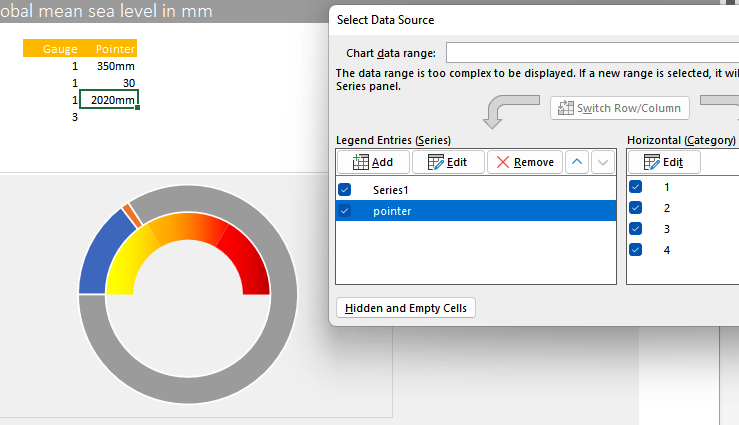 obal mean sea level in mm
Gauge Pointer
1 350mm
1 30
1 2020mm
3
Select Data Source
Chart data range:
The data range is too complex to be displayed. If a new range is selected, it wil
Series panel.
Switch Row/Column
Legend Entries (Series)
Add Edit Remove
Series1
pointer
Horizontal (Category)
Edit
1
2
3
4
Hidden and Empty Cells